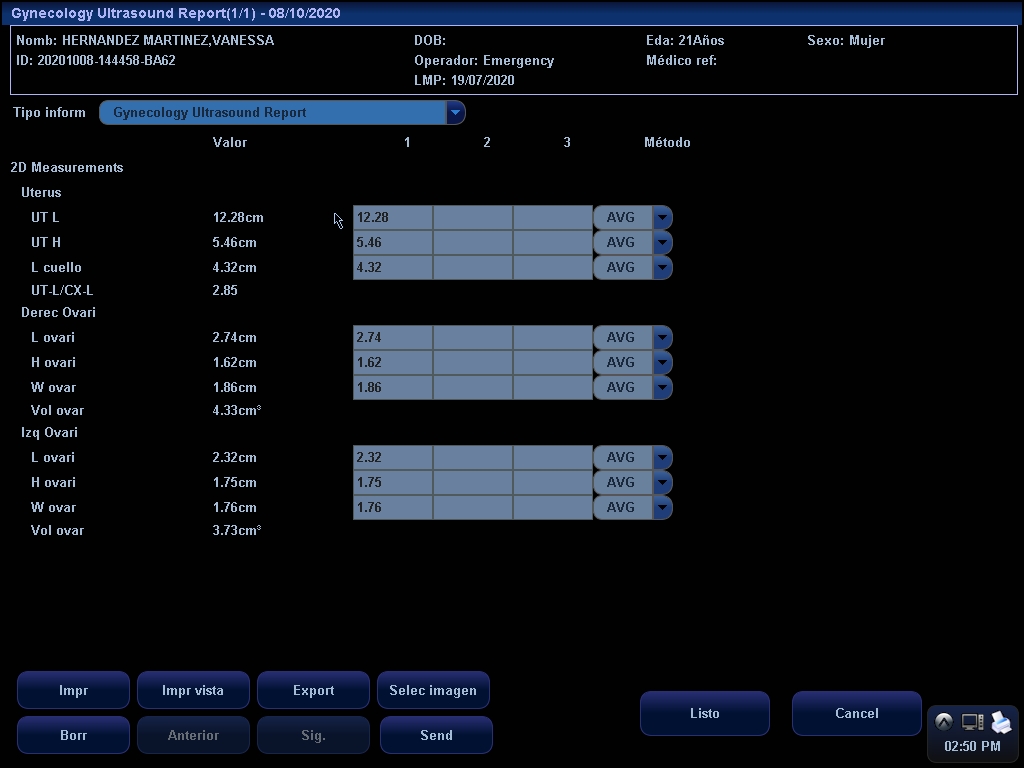 Gynecology Ultrasound Report(1/1) - 08/10/2020
Nomb: HERNANDEZ MARTINEZ,VANESSA DOB: Eda: 21Años Sexo: Mujer
ID: 20201008-144458-BA62 Operador: Emergency Médico ref:
LMP: 19/07/2020
Tipo inform Gynecology Ultrasound Report
Valor 1 2 3 Método
2D Measurements
Uterus
UT L 12.28cm 12.28 AVG
UT H 5.46cm 5.46 AVG
L cuello 4.32cm 4.32 AVG
UT-L/CX-L 2.85
Derec Ovari
L ovari 2.74cm 2.74 AVG
H ovari 1.62cm 1.62 AVG
W ovar 1.86cm 1.86 AVG
Vol ovar 4.33cm³
Izq Ovari
L ovari 2.32cm 2.32 AVG
H ovari 1.75cm 1.75 AVG
W ovar 1.76cm 1.76 AVG
Vol ovar 3.73cm³
Impr Impr vista Export Selec imagen
Listo Cancel
Borr Anterior Sig. Send
02:50 PM